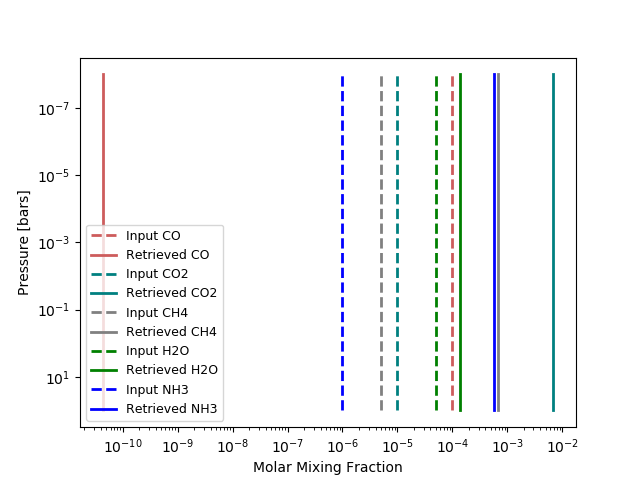 10⁻⁷
10⁻⁵
10⁻³
10⁻¹
10¹
Pressure [bars]
Input CO
Retrieved CO
Input CO2
Retrieved CO2
Input CH4
Retrieved CH4
Input H2O
Retrieved H2O
Input NH3
Retrieved NH3
10⁻¹⁰ 10⁻⁹ 10⁻⁸ 10⁻⁷ 10⁻⁶ 10⁻⁵ 10⁻⁴ 10⁻³ 10⁻²
Molar Mixing Fraction